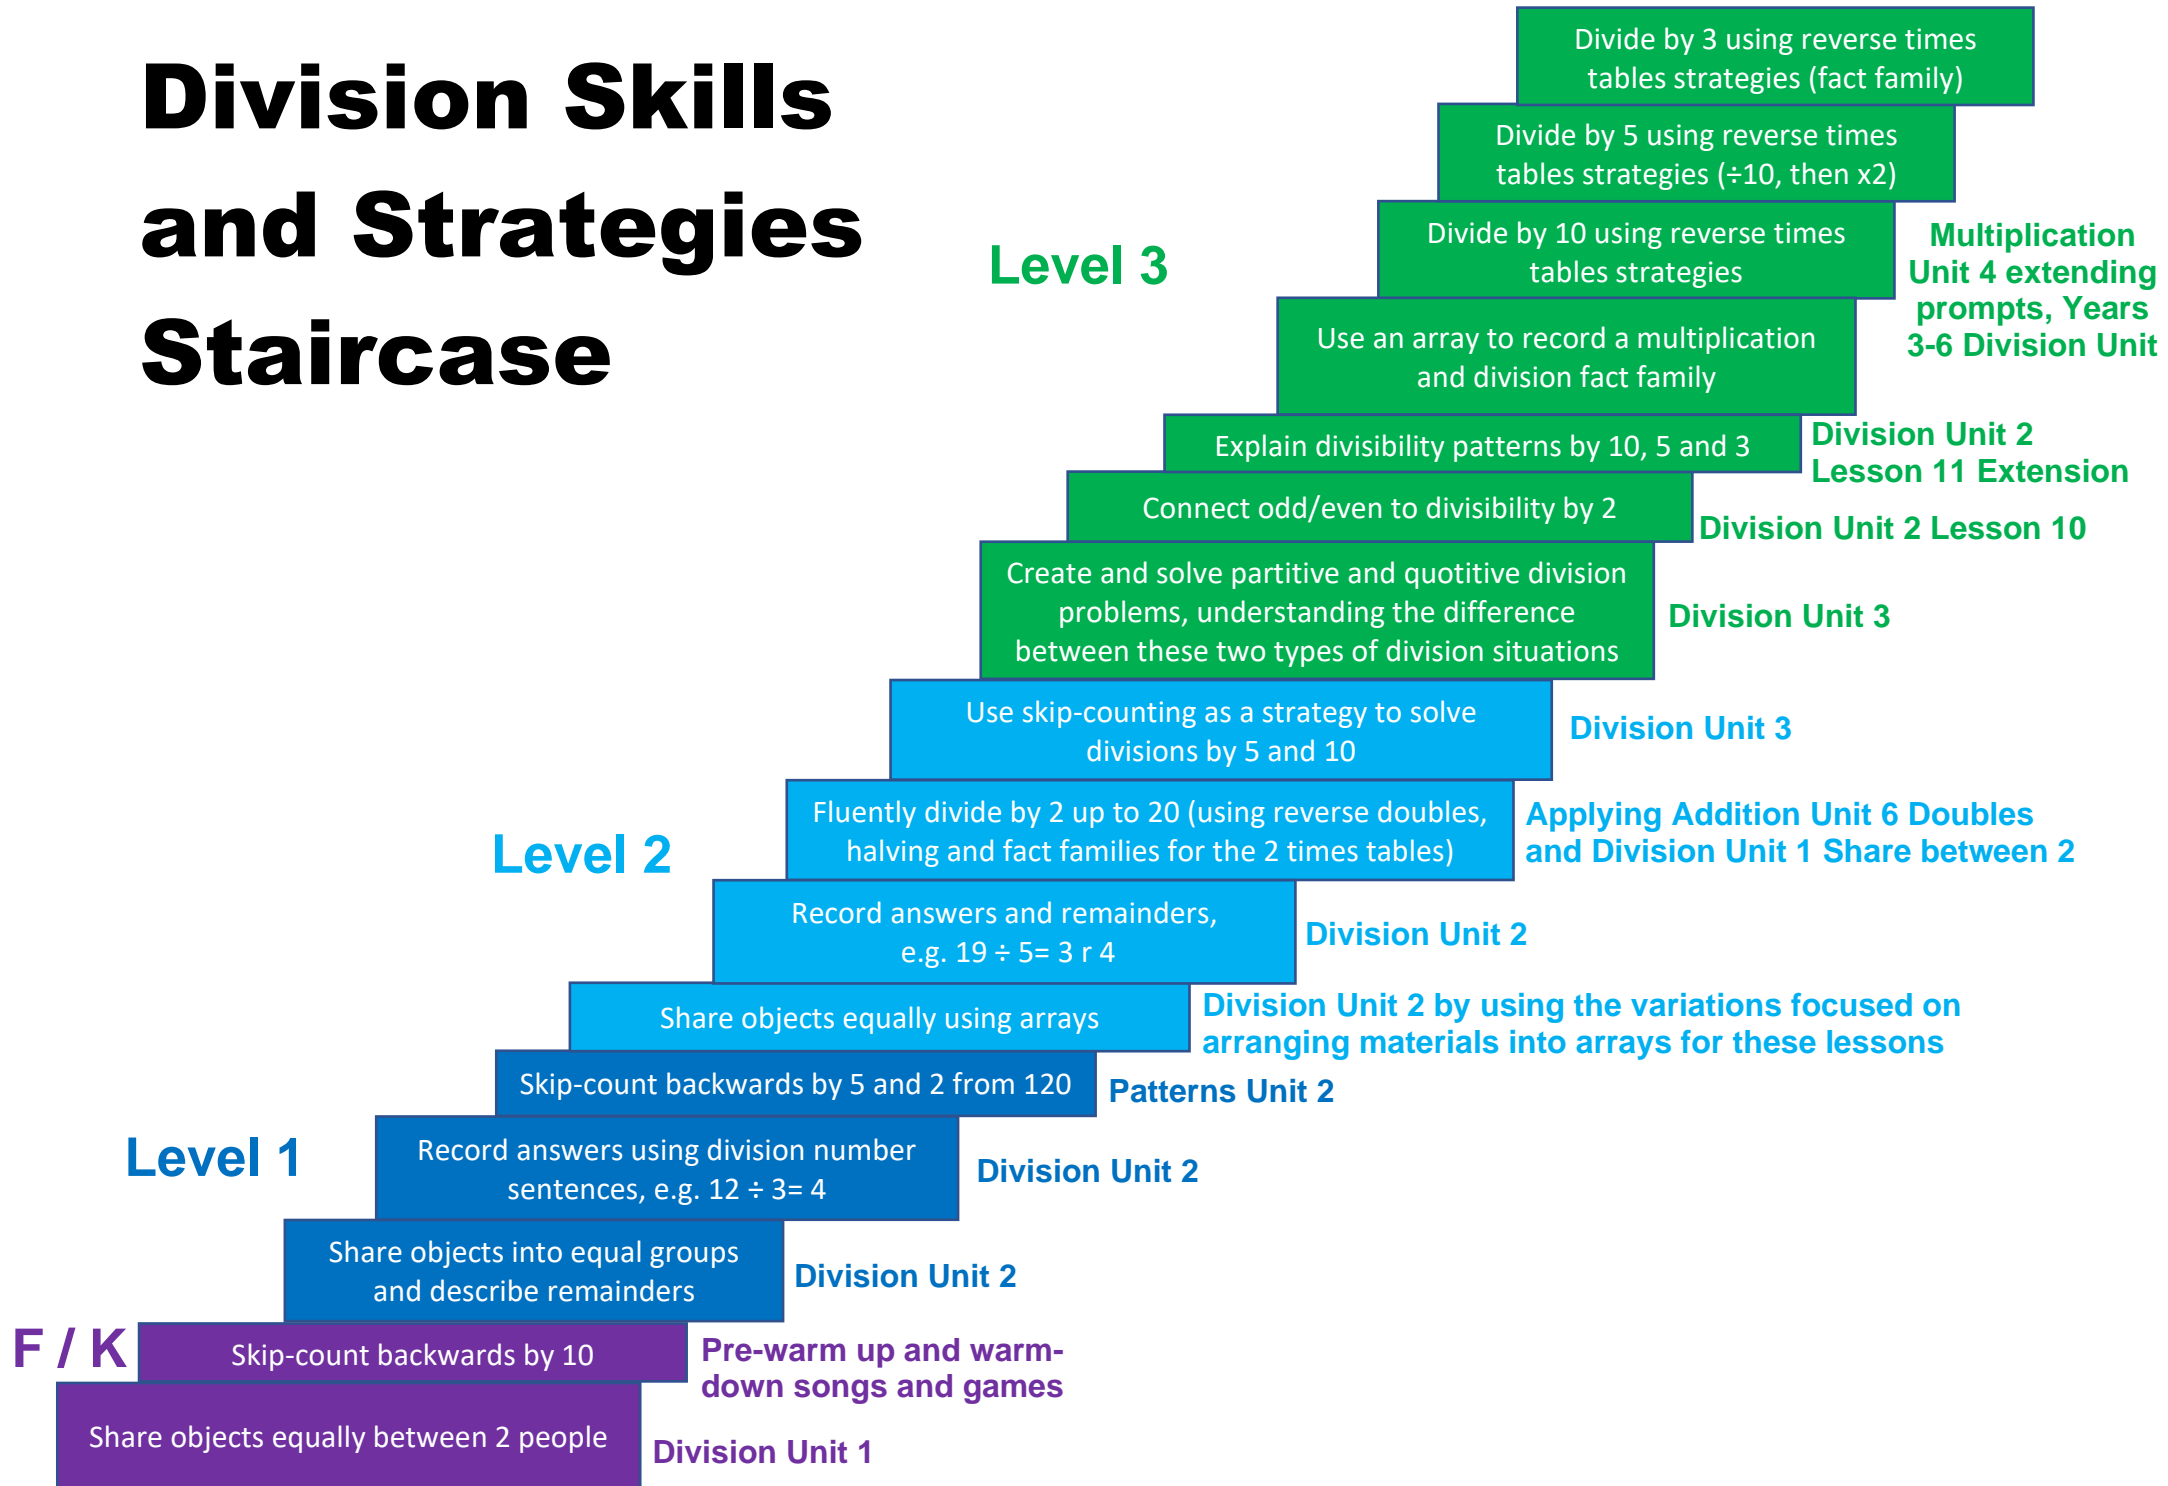 Division Skills
and Strategies
Staircase
Divide by 3 using reverse times
tables strategies (fact family)
Divide by 5 using reverse times
tables strategies (÷10, then x2)
Level 3
Divide by 10 using reverse times
tables strategies
Multiplication
Unit 4 extending
prompts, Years
3-6 Division Unit
Use an array to record a multiplication
and division fact family
Explain divisibility patterns by 10, 5 and 3
Division Unit 2
Lesson 11 Extension
Connect odd/even to divisibility by 2
Division Unit 2 Lesson 10
Create and solve partitive and quotitive division
problems, understanding the difference
between these two types of division situations
Division Unit 3
Use skip-counting as a strategy to solve
divisions by 5 and 10
Division Unit 3
Level 2
Fluently divide by 2 up to 20 (using reverse doubles,
halving and fact families for the 2 times tables)
Applying Addition Unit 6 Doubles
and Division Unit 1 Share between 2
Record answers and remainders,
e.g. 19 ÷ 5= 3 r 4
Division Unit 2
Share objects equally using arrays
Division Unit 2 by using the variations focused on
arranging materials into arrays for these lessons
Skip-count backwards by 5 and 2 from 120
Patterns Unit 2
Level 1
Record answers using division number
sentences, e.g. 12 ÷ 3= 4
Division Unit 2
Share objects into equal groups
and describe remainders
Division Unit 2
F / K
Skip-count backwards by 10
Pre-warm up and warm-
down songs and games
Share objects equally between 2 people
Division Unit 1